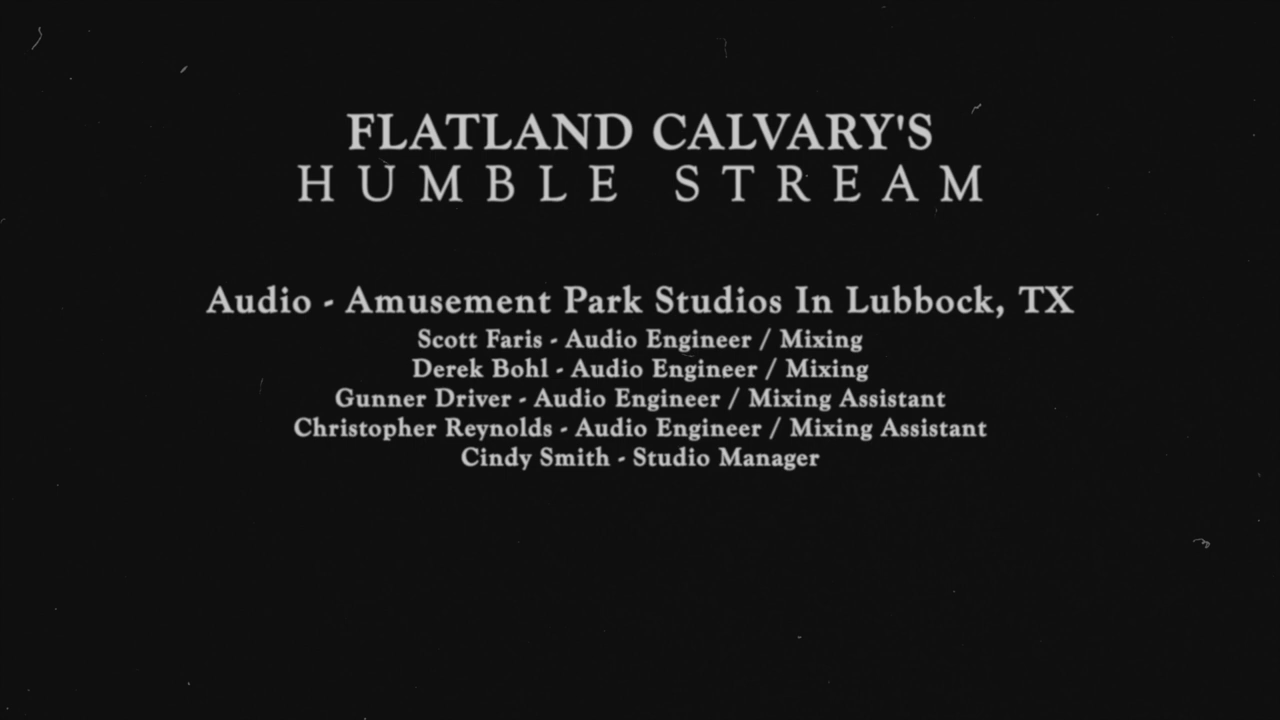 FLATLAND CALVARY'S
HUMBLE STREAM
Audio - Amusement Park Studios In Lubbock, TX
Scott Faris - Audio Engineer / Mixing
Derek Bohl - Audio Engineer / Mixing
Gunner Driver - Audio Engineer / Mixing Assistant
Christopher Reynolds - Audio Engineer / Mixing Assistant
Cindy Smith - Studio Manager